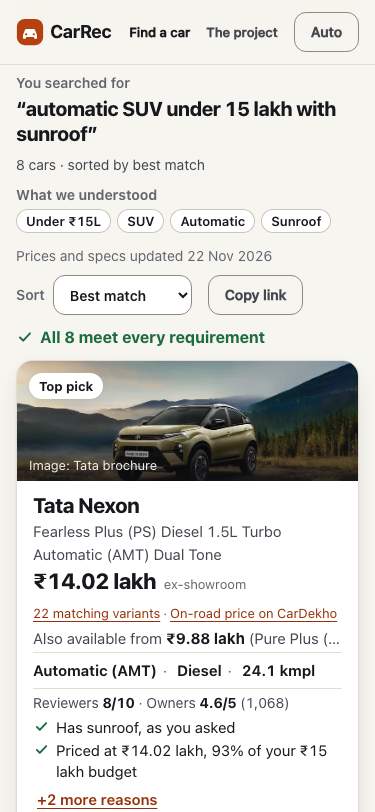 CarRec Find a car The project Auto
You searched for
“automatic SUV under 15 lakh with
sunroof”
8 cars · sorted by best match
What we understood
Under ₹15L SUV Automatic Sunroof
Prices and specs updated 22 Nov 2026
Sort Best match Copy link
All 8 meet every requirement
Top pick
Image: Tata brochure
Tata Nexon
Fearless Plus (PS) Diesel 1.5L Turbo
Automatic (AMT) Dual Tone
₹14.02 lakh ex-showroom
22 matching variants · On-road price on CarDekho
Also available from ₹9.88 lakh (Pure Plus (...
Automatic (AMT) · Diesel · 24.1 kmpl
Reviewers 8/10 · Owners 4.6/5 (1,068)
Has sunroof, as you asked
Priced at ₹14.02 lakh, 93% of your ₹15
lakh budget
+2 more reasons